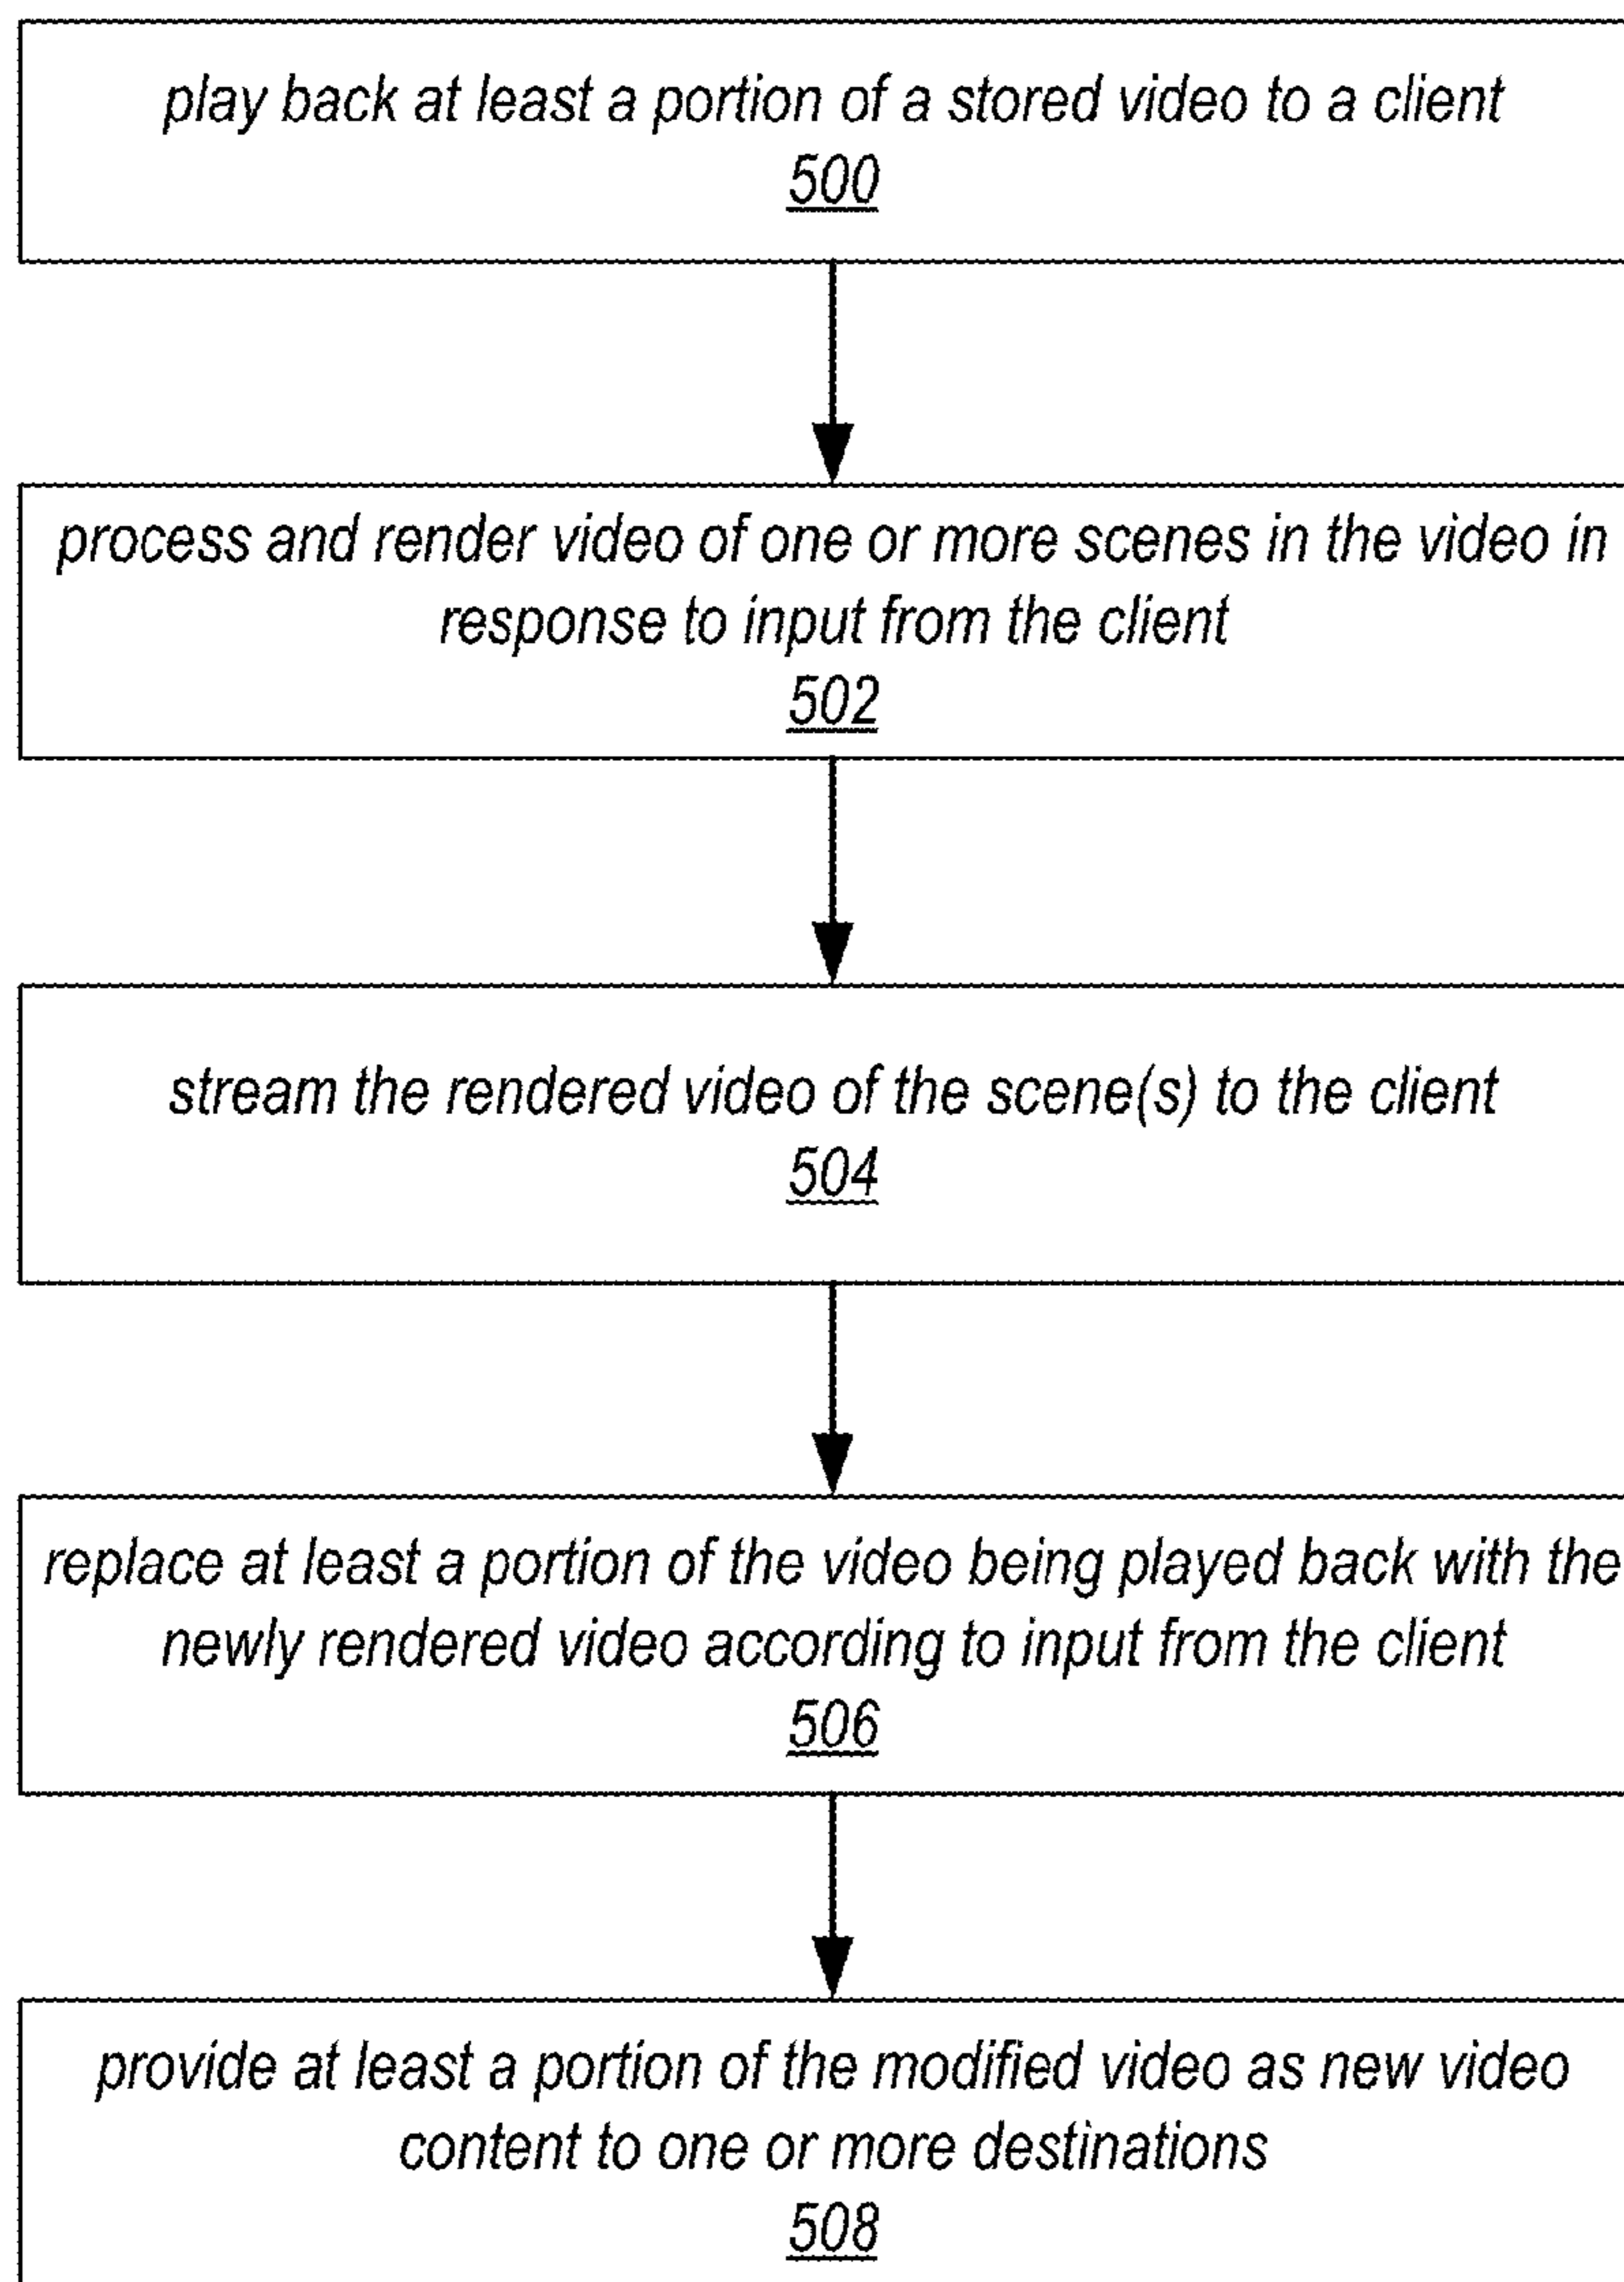 play back at least a portion of a stored video to a client
500
process and render video of one or more scenes in the video in
response to input from the client
502
stream the rendered video of the scene(s) to the client
504
replace at least a portion of the video being played back with the
newly rendered video according to input from the client
506
provide at least a portion of the modified video as new video
content to one or more destinations
508